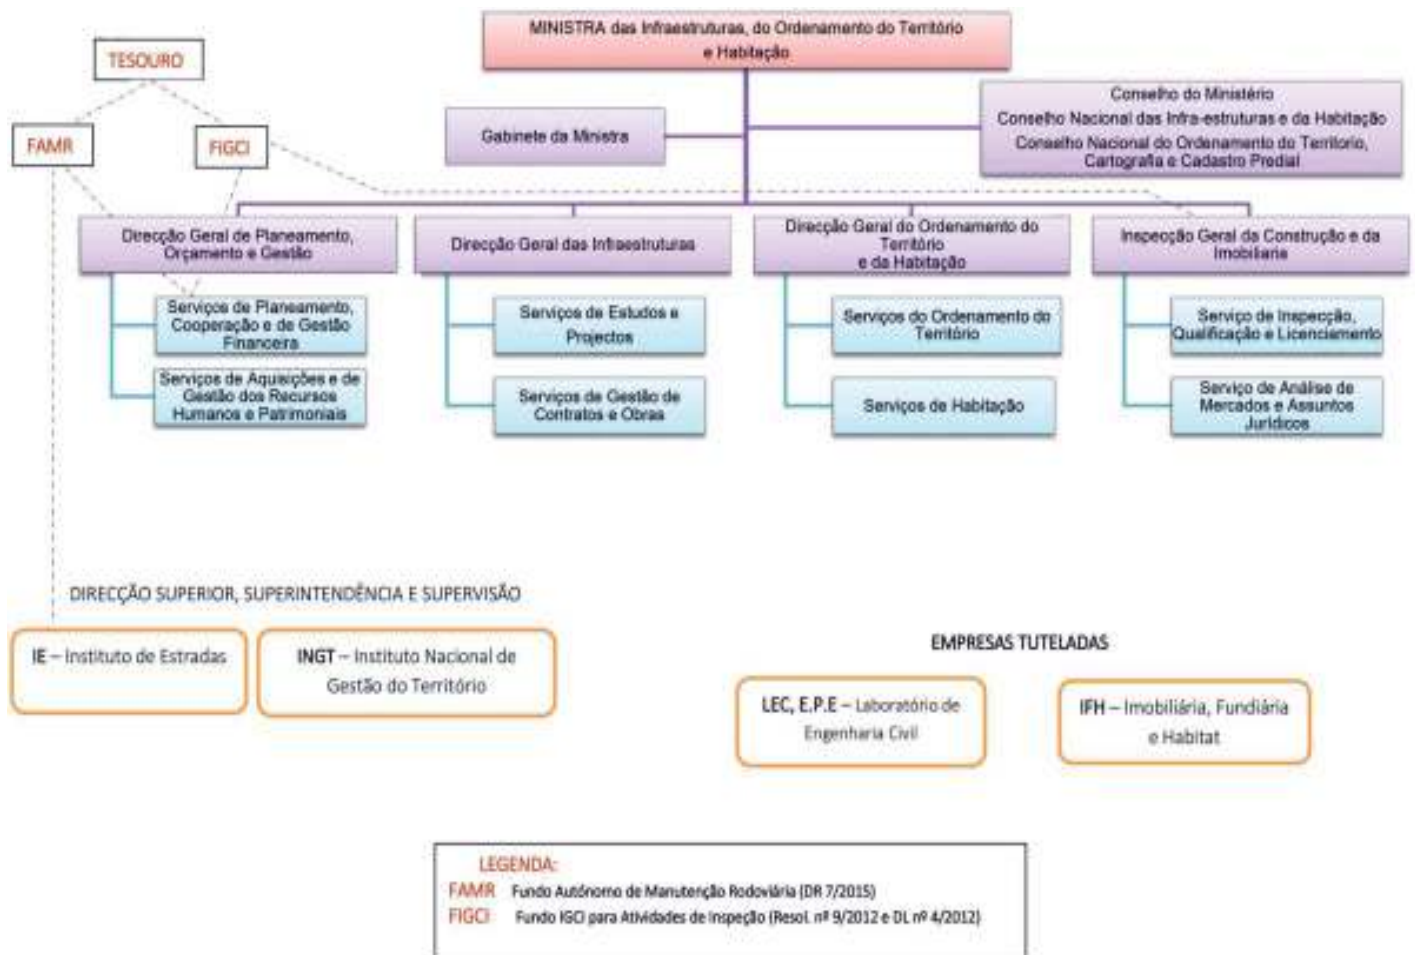 MINISTRA das Infraestruturas, do Ordenamento do Território
e Habitação
TESOURO
FAMR
FIGCI
Gabinete da Ministra
Conselho do Ministério
Conselho Nacional das Infra-estruturas e da Habitação
Conselho Nacional do Ordenamento do Territorio,
Cartografia e Cadastro Predial
Direcção Geral de Planeamento,
Orçamento e Gestão
Serviços de Planeamento,
Cooperação e de Gestão
Financeira
Serviços de Aquisições e de
Gestão dos Recursos
Humanos e Patrimoniais
Direcção Geral das Infraestruturas
Serviços de Estudos e
Projectos
Serviços de Gestão de
Contratos e Obras
Direcção Geral do Ordenamento do
Território
e da Habitação
Serviços do Ordenamento do
Território
Serviços de Habitação
Inspecção Geral da Construção e da
Imobiliaria
Serviço de Inspecção,
Qualificação e Licenciamento
Serviço de Análise de
Mercados e Assuntos
Jurídicos
DIRECÇÃO SUPERIOR, SUPERINTENDÊNCIA E SUPERVISÃO
IE – Instituto de Estradas
INGT – Instituto Nacional de
Gestão do Território
EMPRESAS TUTELADAS
LEC, E.P.E – Laboratório de
Engenharia Civil
IFH – Imobiliária, Fundiária
e Habitat
LEGENDA:
FAMR Fundo Autónomo de Manutenção Rodoviária (DR 7/2015)
FIGCI Fundo IGCI para Atividades de Inspeção (Resol. nº 9/2012 e DL nº 4/2012)